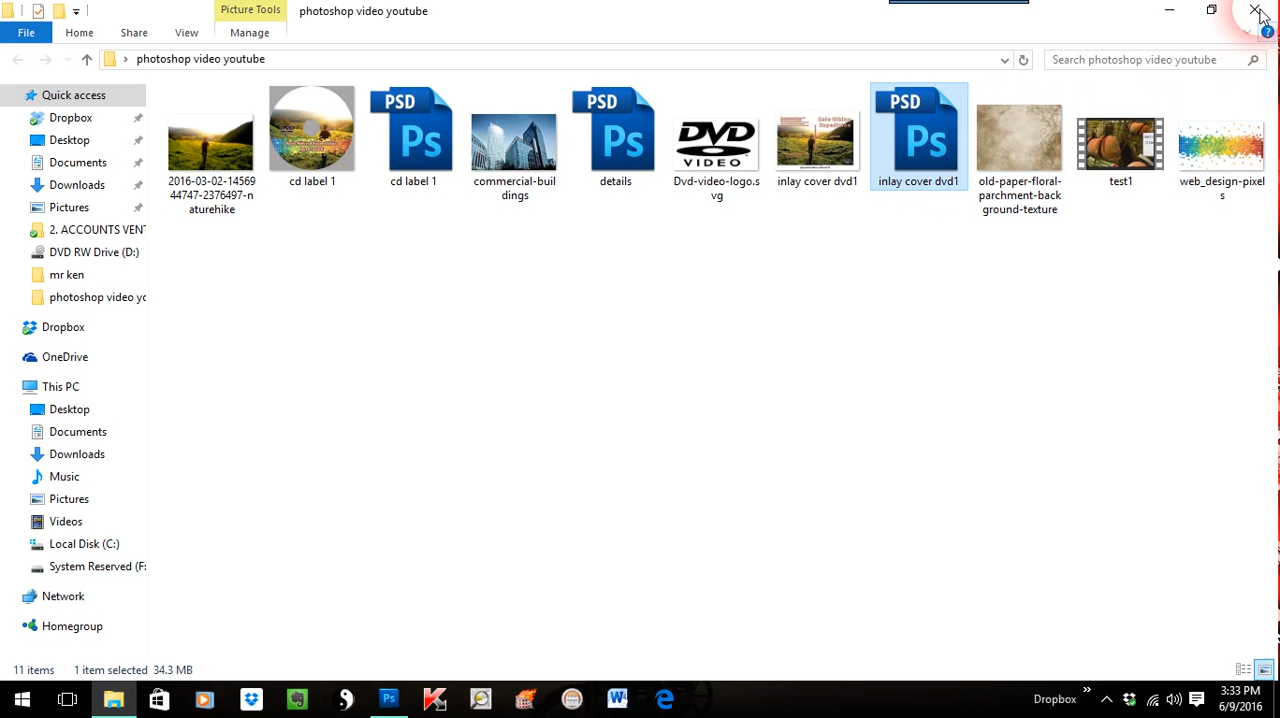 Picture Tools photoshop video youtube
File Home Share View Manage
photoshop video youtube Search photoshop video youtube
Quick access
Dropbox
Desktop
Documents
Downloads
Pictures
2. ACCOUNTS VENT
DVD RW Drive (D:)
mr ken
photoshop video yo
Dropbox
OneDrive
This PC
Desktop
Documents
Downloads
Music
Pictures
Videos
Local Disk (C:)
System Reserved (F:
Network
Homegroup
PSD
Ps
PSD
Ps
DVD
VIDEO
PSD
Ps
2016-03-02-14569
44747-2376497-n
aturehike
cd label 1
cd label 1
commercial-buil
dings
details
Dvd-video-logo.s
vg
inlay cover dvd1
inlay cover dvd1
old-paper-floral-
parchment-back
ground-texture
test1
web_design-pixel
s
11 items 1 item selected 34.3 MB
Dropbox
3:33 PM
6/9/2016